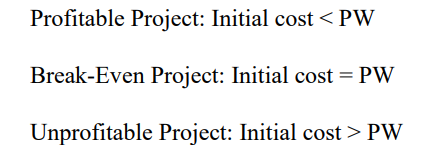 Profitable Project: Initial cost < PW
Break-Even Project: Initial cost = PW
Unprofitable Project: Initial cost > PW